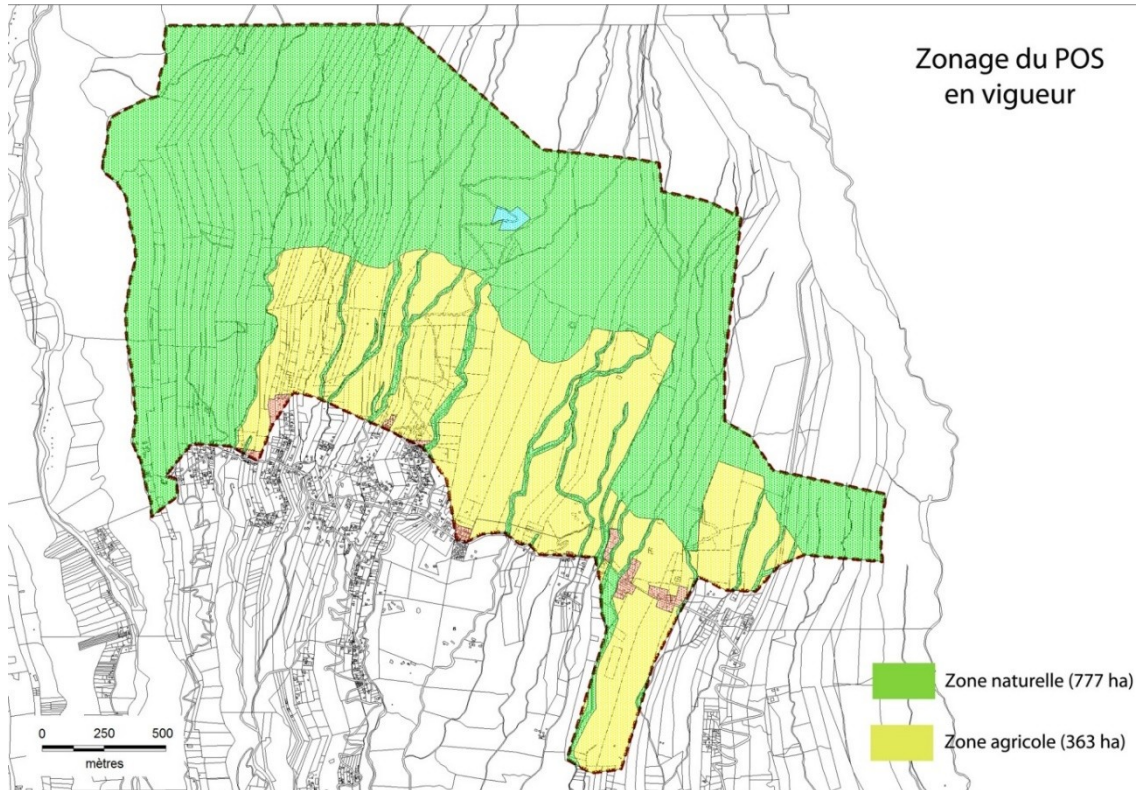 Zonage du POS
en vigueur
Zone naturelle (777 ha)
Zone agricole (363 ha)
0 250 500
mètres